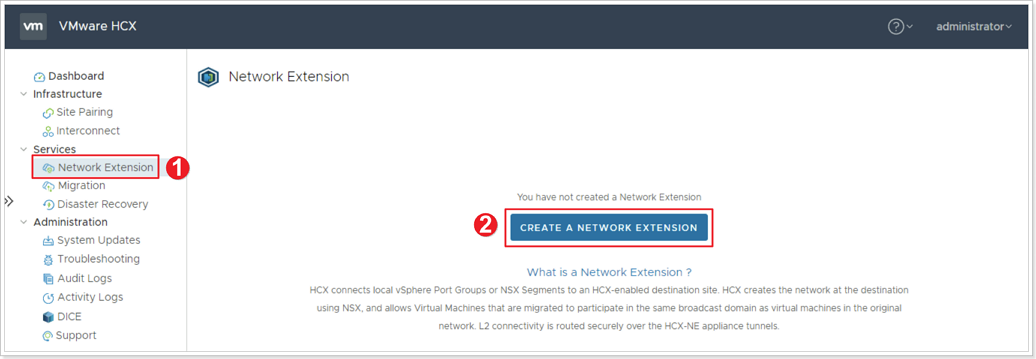 vm VMware HCX administrator
Dashboard
Infrastructure
Site Pairing
Interconnect
Services
Network Extension 1
Migration
Disaster Recovery
Administration
System Updates
Troubleshooting
Audit Logs
Activity Logs
DICE
Support
Network Extension
You have not created a Network Extension
2 CREATE A NETWORK EXTENSION
What is a Network Extension ?
HCX connects local vSphere Port Groups or NSX Segments to an HCX-enabled destination site. HCX creates the network at the destination
using NSX, and allows Virtual Machines that are migrated to participate in the same broadcast domain as virtual machines in the original
network. L2 connectivity is routed securely over the HCX-NE appliance tunnels.